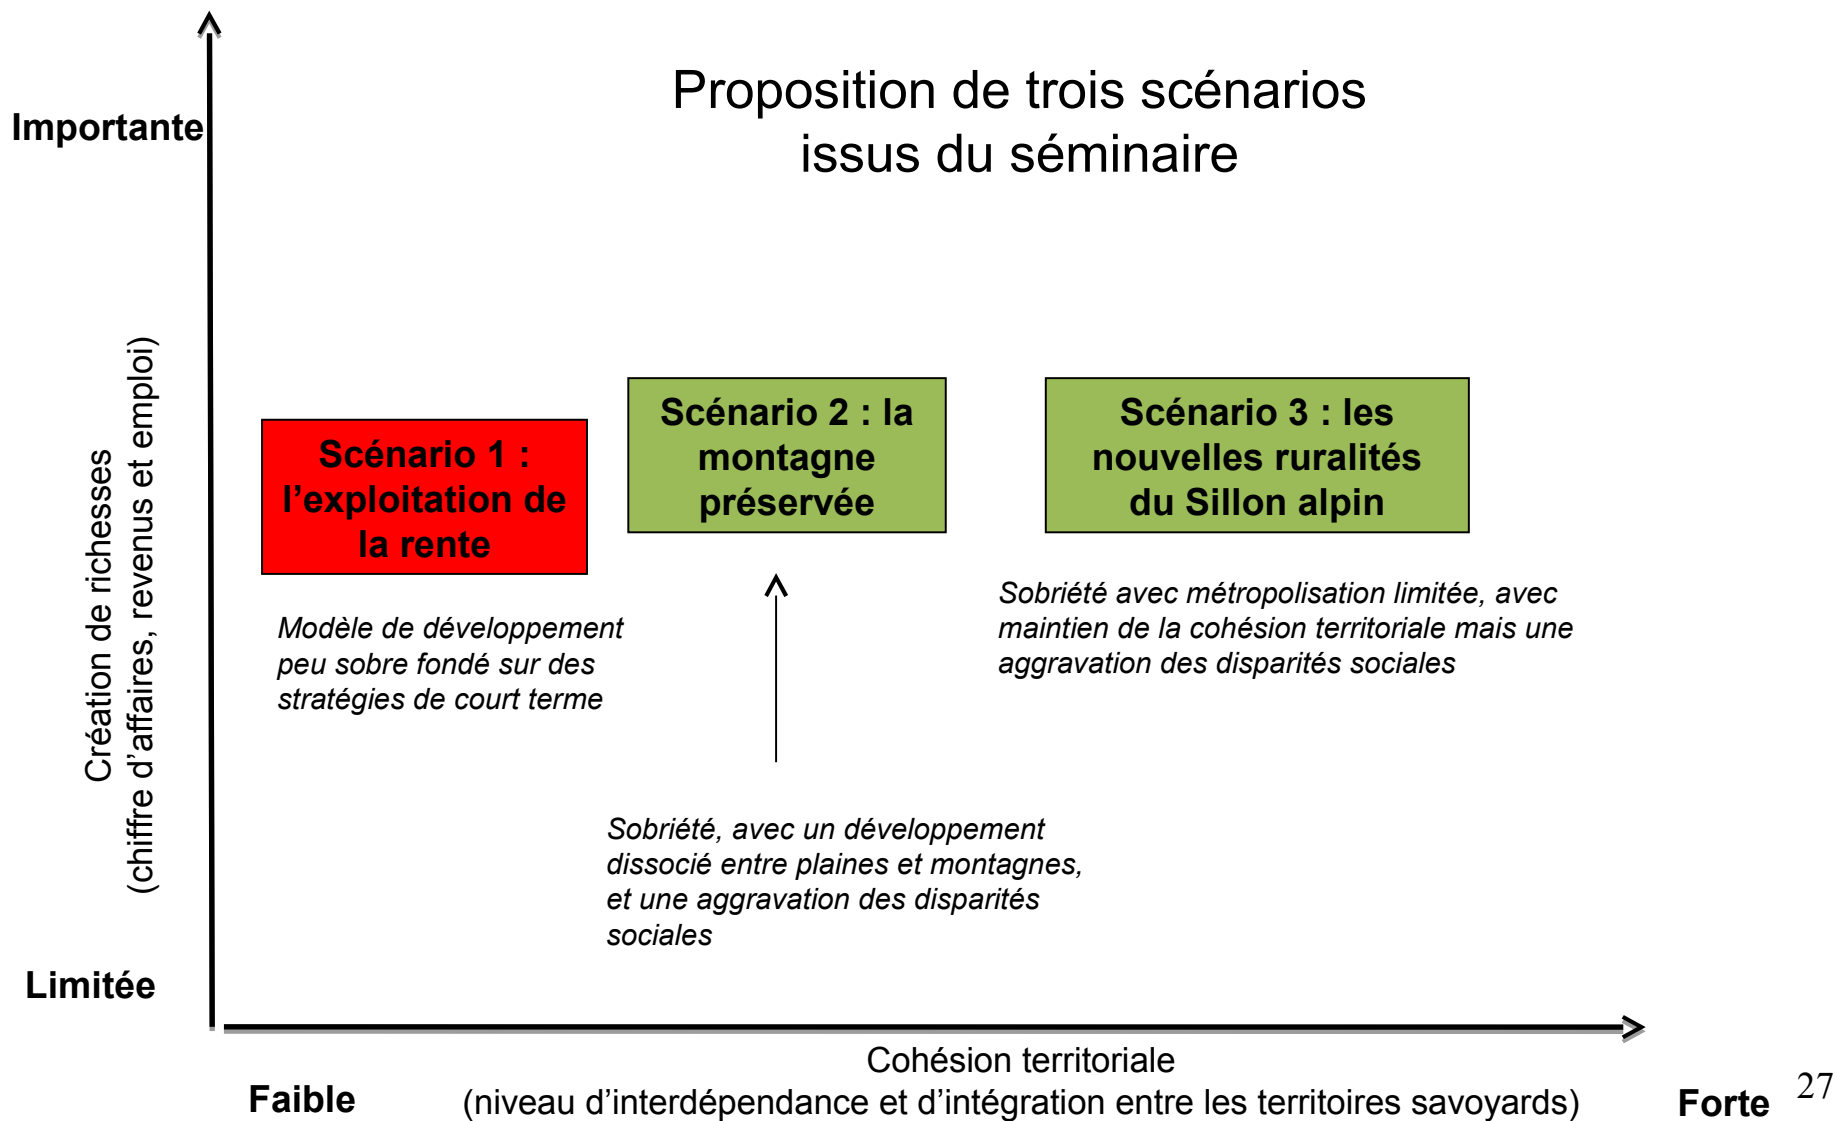 Proposition de trois scénarios
issus du séminaire
Importante
Création de richesses
(chiffre d’affaires, revenus et emploi)
Limitée
Scénario 1 :
l’exploitation de
la rente
Modèle de développement
peu sobre fondé sur des
stratégies de court terme
Scénario 2 : la
montagne
préservée
Sobriété, avec un développement
dissocié entre plaines et montagnes,
et une aggravation des disparités
sociales
Scénario 3 : les
nouvelles ruralités
du Sillon alpin
Sobriété avec métropolisation limitée, avec
maintien de la cohésion territoriale mais une
aggravation des disparités sociales
Cohésion territoriale
(niveau d’interdépendance et d’intégration entre les territoires savoyards)
Faible
Forte
27